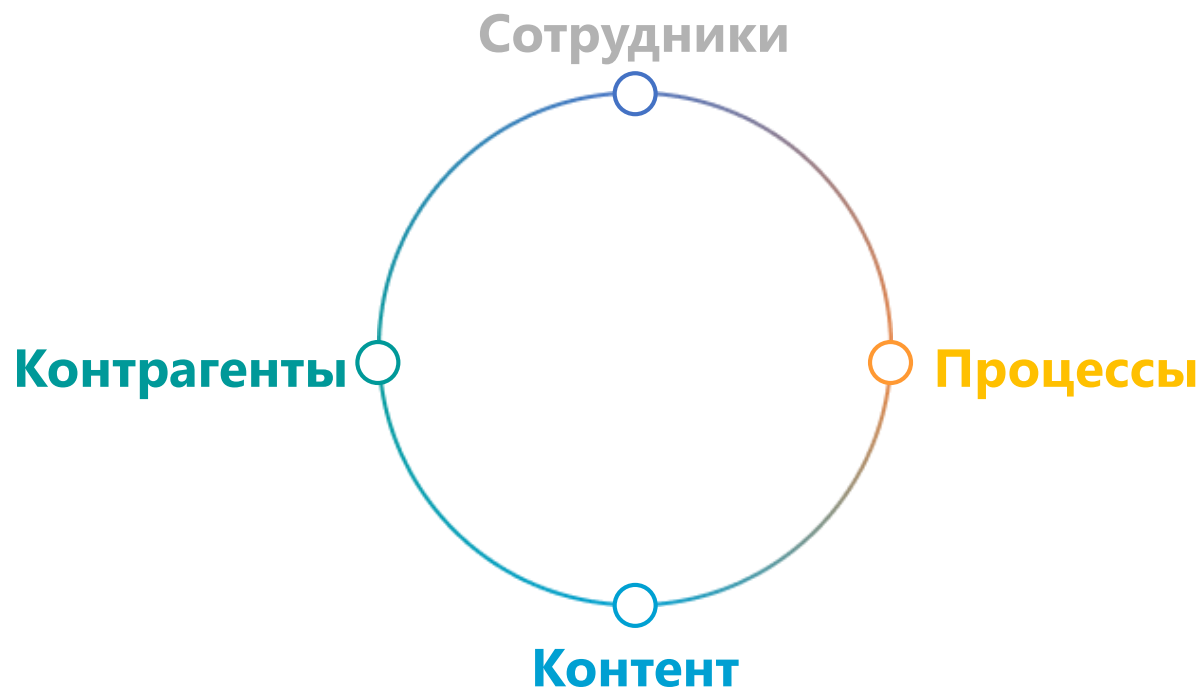 Сотрудники
Контрагенты
Процессы
Контент